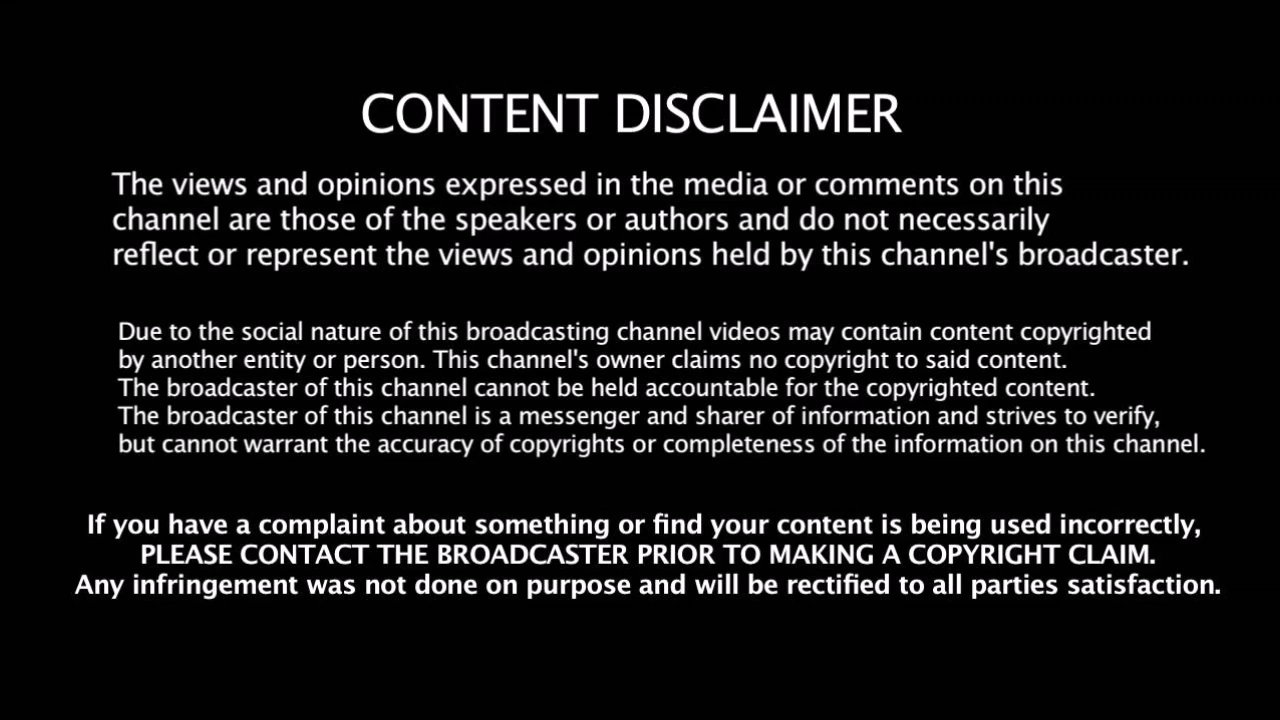 CONTENT DISCLAIMER
The views and opinions expressed in the media or comments on this
channel are those of the speakers or authors and do not necessarily
reflect or represent the views and opinions held by this channel's broadcaster.
Due to the social nature of this broadcasting channel videos may contain content copyrighted
by another entity or person. This channel's owner claims no copyright to said content.
The broadcaster of this channel cannot be held accountable for the copyrighted content.
The broadcaster of this channel is a messenger and sharer of information and strives to verify,
but cannot warrant the accuracy of copyrights or completeness of the information on this channel.
If you have a complaint about something or find your content is being used incorrectly,
PLEASE CONTACT THE BROADCASTER PRIOR TO MAKING A COPYRIGHT CLAIM.
Any infringement was not done on purpose and will be rectified to all parties satisfaction.